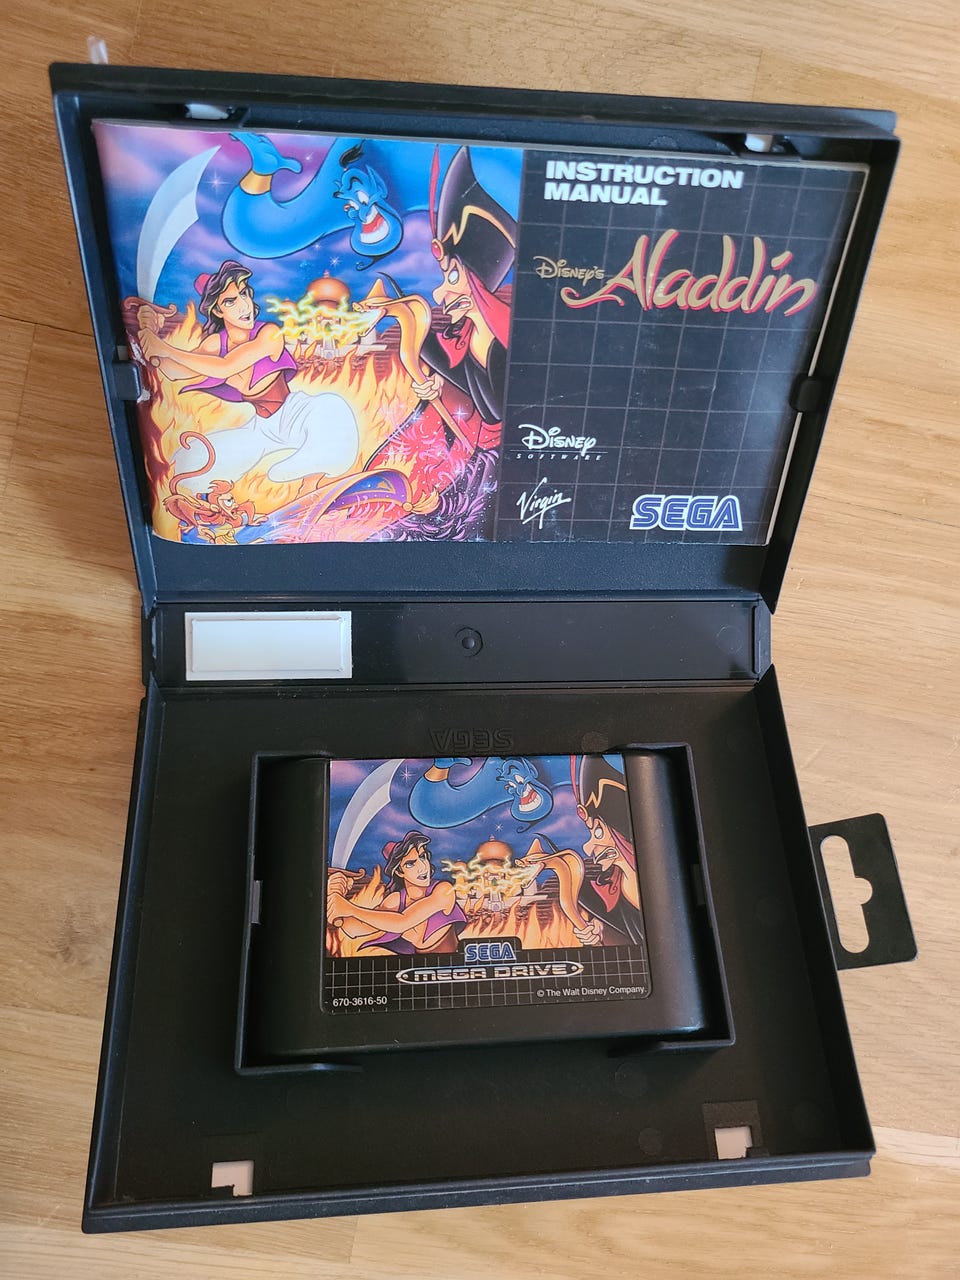 INSTRUCTION
MANUAL
DISNEY'S Aladdin
DISNEY
SOFTWARE
Virgin
SEGA
SEGA
SEGA
MEGA DRIVE
670-3616-50
© The Walt Disney Company.